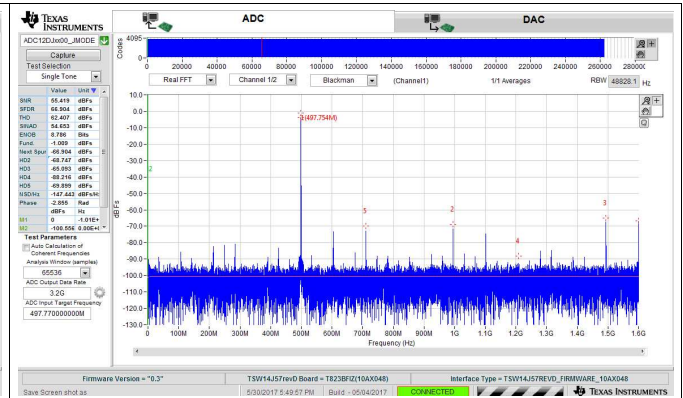 TEXAS INSTRUMENTS
ADC
DAC
ADC12DJxx00_JMODE
Capture
Test Selection
Single Tone
Value Unit
SNR 55.419 dBFs
SFDR 66.904 dBFs
THD 62.407 dBFs
SINAD 54.653 dBFs
ENOB 8.786 Bits
Fund. -1.009 dBFs
Next Spur -66.904 dBFs
HD2 -68.747 dBFs
HD3 -65.093 dBFs
HD4 -88.216 dBFs
HD5 -69.899 dBFs
NSD/Hz -147.442 dBFs/Hz
Phase -2.855 Rad
dBFs Hz
M1 0 -1.01E+
M2 -100.556 0.00E+
Test Parameters
Auto Calculation of
Coherent Frequencies
Analysis Window (samples)
65536
ADC Output Data Rate
3.2G
ADC Input Target Frequency
497.770000000M
Codes
4095
0
0 20000 40000 60000 80000 100000 120000 140000 160000 180000 200000 220000 240000 260000 280000
Real FFT
Channel 1/2
Blackman
(Channel1)
1/1 Averages
RBW 48828.1 Hz
dBFs
10.0
0.0
-10.0
-20.0
-30.0
-40.0
-50.0
-60.0
-70.0
-80.0
-90.0
-100.0
-110.0
-120.0
-130.0
(497.754M)
2
5
2
4
3
0 100M 200M 300M 400M 500M 600M 700M 800M 900M 1G 1.1G 1.2G 1.3G 1.4G 1.5G 1.6G
Frequency (Hz)
Firmware Version = "0.3"
TSW14J57revD Board = T823BFIZ(10AX048)
Interface Type = TSW14J57REVD_FIRMWARE_10AX048
Save Screen shot as
5/30/2017 5:49:57 PM
Build - 05/04/2017
CONNECTED
TEXAS INSTRUMENTS